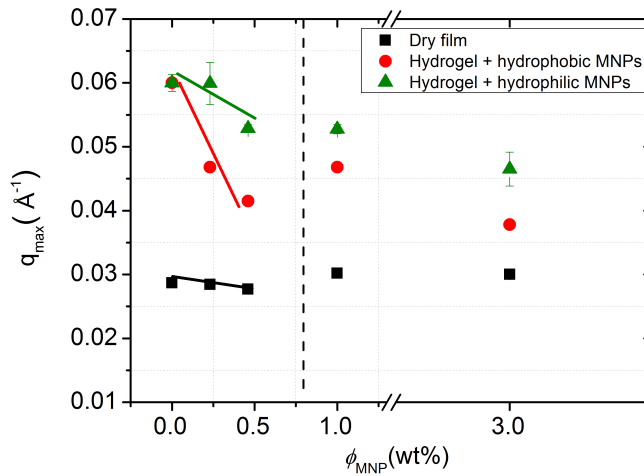 Dry film
Hydrogel + hydrophobic MNPs
Hydrogel + hydrophilic MNPs
0.07
0.06
0.05
0.04
0.03
0.02
0.01
q_max ( Å⁻¹)
0.0 0.5 1.0 3.0
ϕ_MNP(wt%)